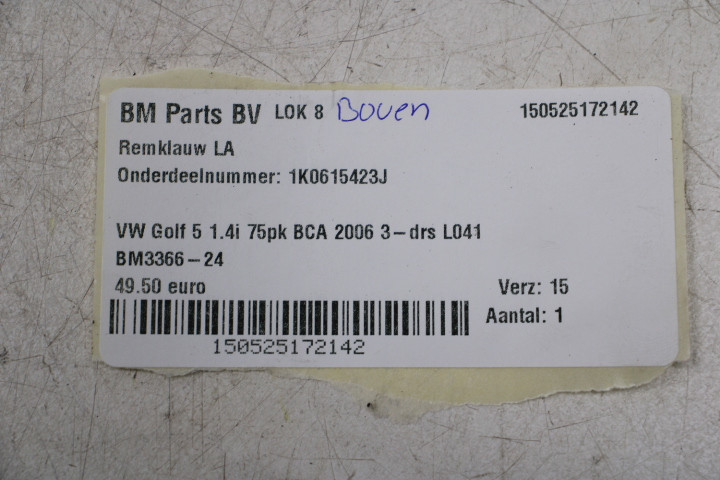 BM Parts BV LOK 8 Boven 150525172142
Remklauw LA
Onderdeelnummer: 1K0615423J
VW Golf 5 1.4i 75pk BCA 2006 3-drs L041
BM3366-24
49.50 euro Verz: 15
Aantal: 1
150525172142